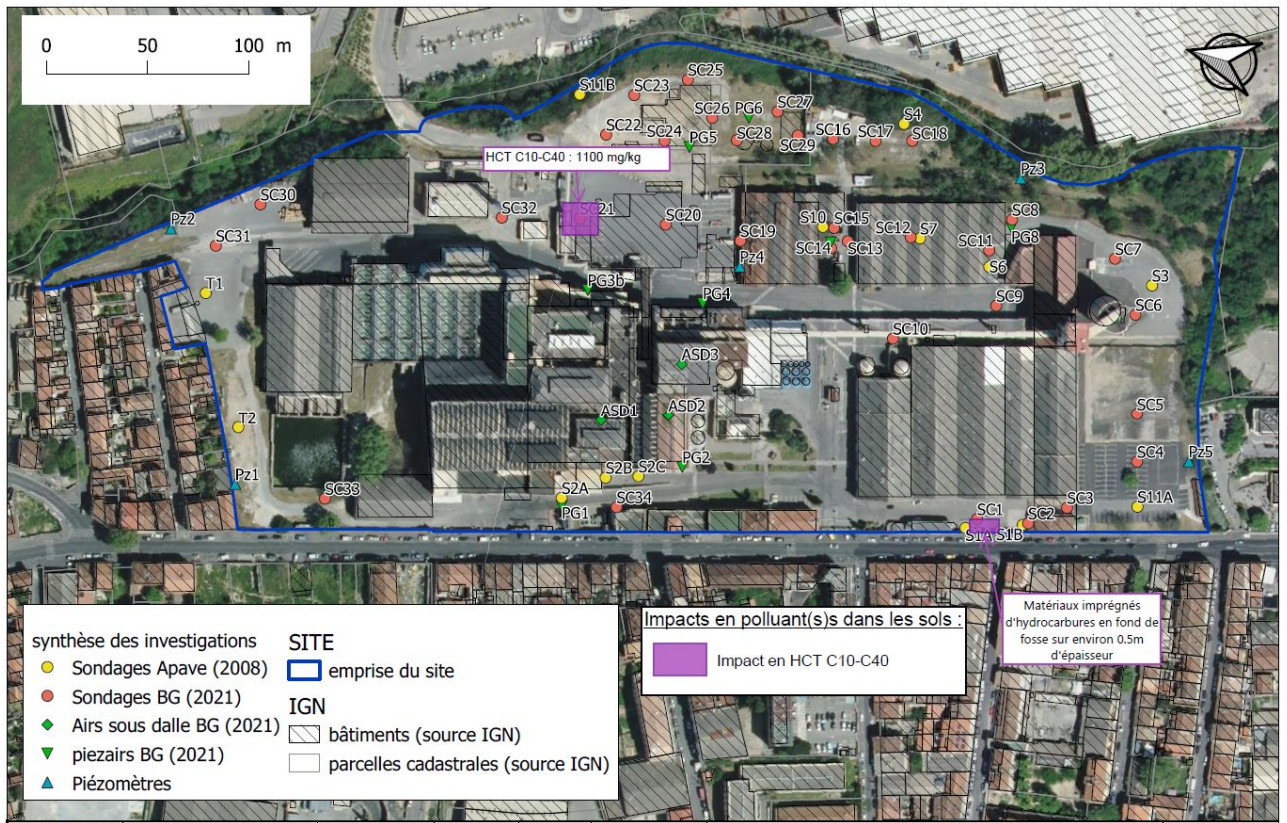 0 50 100 m
SC25
S11B
SC23
SC26
PG6
SC27
S4
SC22
SC24
PG5
SC28
SC29
SC16
SC17
SC18
HCT C10-C40 : 1100 mg/kg
Pz3
SC30
Pz2
SC32
SC21
SC20
SC19
S10
SC15
SC14
SC13
SC12
S7
SC8
PG8
SC31
Pz4
SC11
S6
SC7
T1
PG3b
PG4
SC9
S3
SC6
SC10
ASD3
ASD1
ASD2
SC5
T2
Pz1
S2B
S2C
PG2
SC4
Pz5
SC33
S2A
PG1
SC34
SC1
SC2
SC3
S11A
S1A
S1B
Matériaux imprégnés
d'hydrocarbures en fond de
fosse sur environ 0.5m
d'épaisseur
synthèse des investigations
Sondages Apave (2008)
Sondages BG (2021)
Airs sous dalle BG (2021)
piezairs BG (2021)
Piézomètres
SITE
emprise du site
IGN
bâtiments (source IGN)
parcelles cadastrales (source IGN)
Impacts en polluant(s)s dans les sols :
Impact en HCT C10-C40